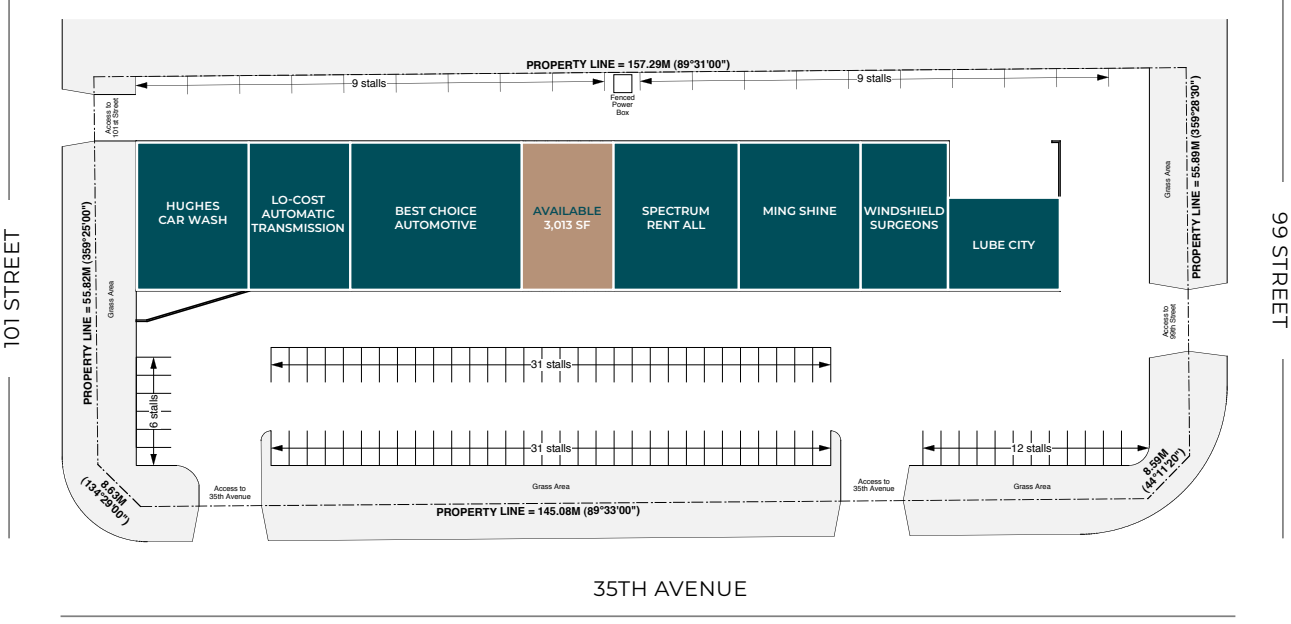 PROPERTY LINE = 157.29M (89°31'00")
9 stalls
9 stalls
Fenced
Power
Box
Access to
101 st Street
PROPERTY LINE = 55.89M (359°28'30")
Grass Area
HUGHES
CAR WASH
LO-COST
AUTOMATIC
TRANSMISSION
BEST CHOICE
AUTOMOTIVE
AVAILABLE
3,013 SF
SPECTRUM
RENT ALL
MING SHINE
WINDSHIELD
SURGEONS
LUBE CITY
101 STREET
99 STREET
PROPERTY LINE = 55.82M (359°25'00")
Grass Area
Access to
99th Street
31 stalls
6 stalls
31 stalls
12 stalls
8.63M
(134°29'00")
Access to
35th Avenue
Grass Area
Access to
35th Avenue
Grass Area
8.59M
(44°11'20")
PROPERTY LINE = 145.08M (89°33'00")
35TH AVENUE